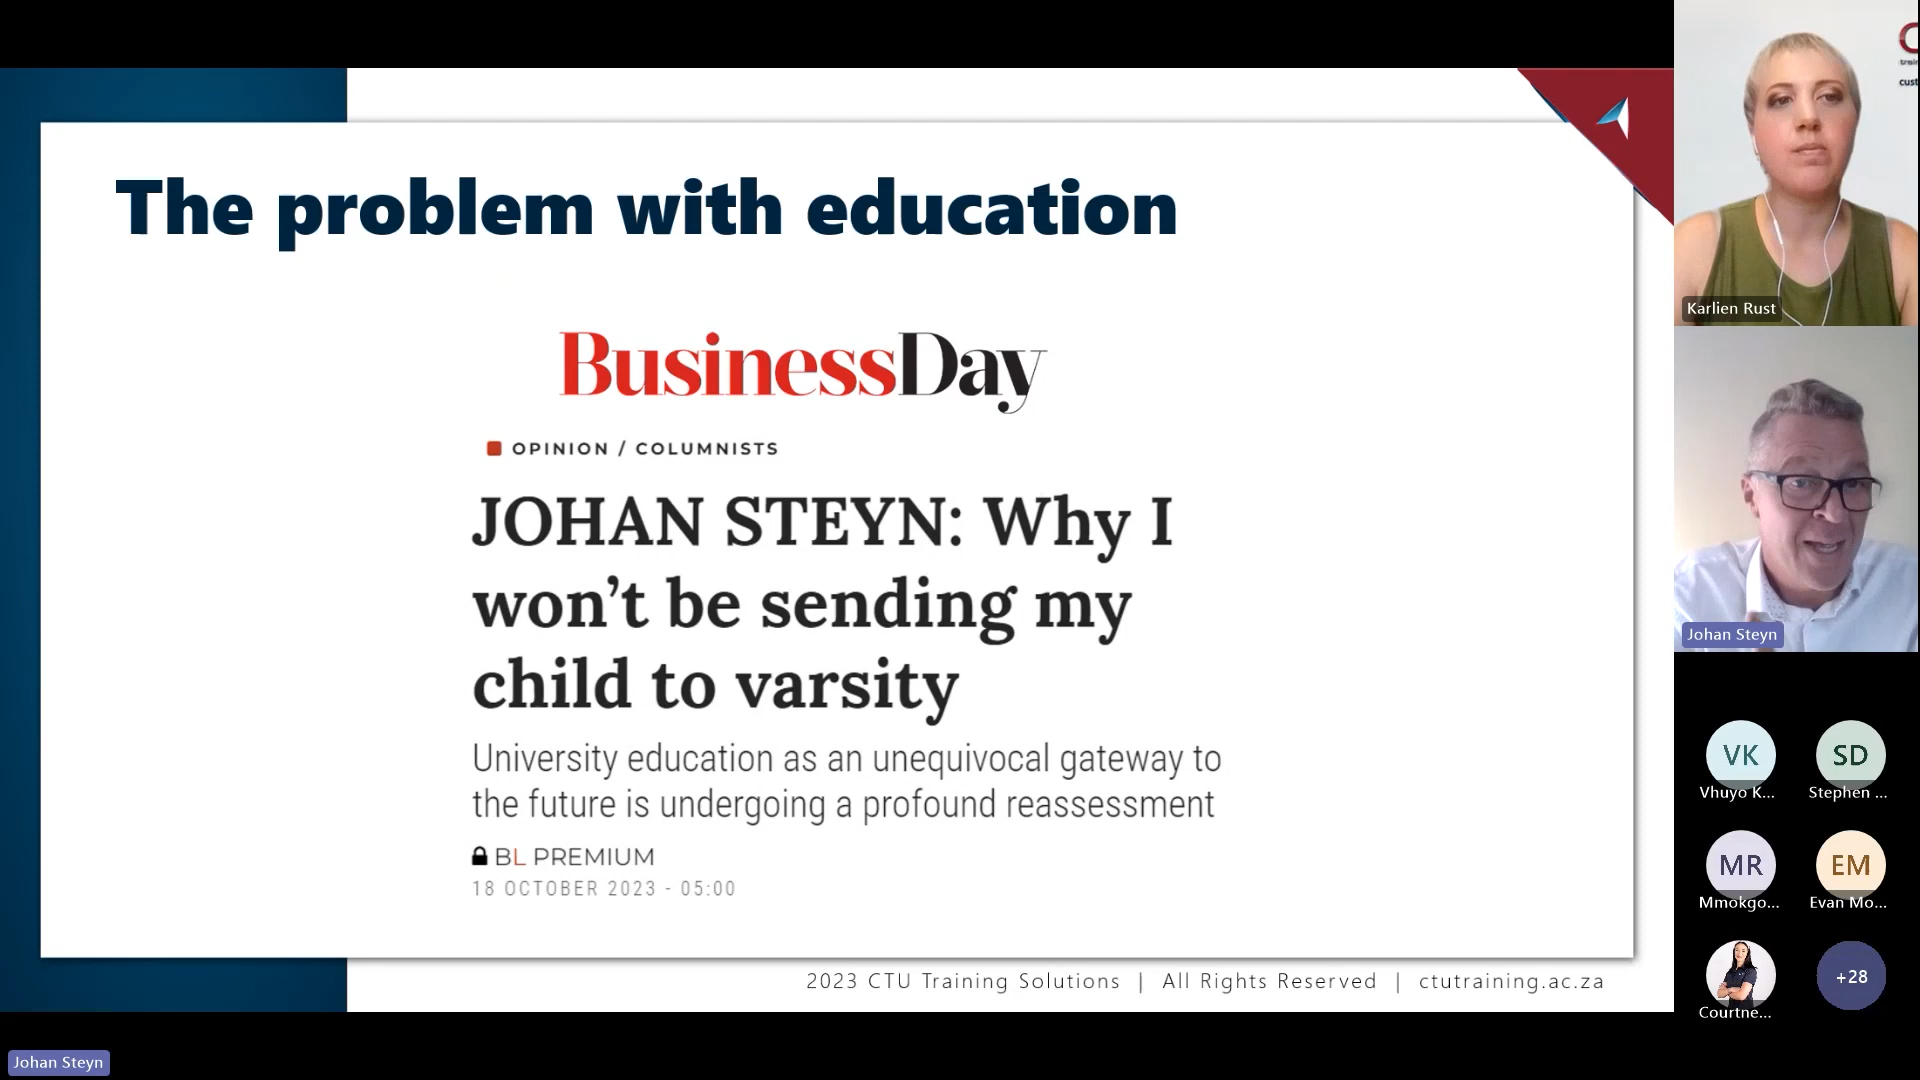 The problem with education
BusinessDay
OPINION / COLUMNISTS
JOHAN STEYN: Why I
won’t be sending my
child to varsity
University education as an unequivocal gateway to
the future is undergoing a profound reassessment
BL PREMIUM
18 OCTOBER 2023 - 05:00
2023 CTU Training Solutions | All Rights Reserved | ctutraining.ac.za
Johan Steyn
cust
Karlien Rust
Johan Steyn
VK
Vhuyo K...
SD
Stephen ...
MR
Mmokgo...
EM
Evan Mo...
Courtne...
+28